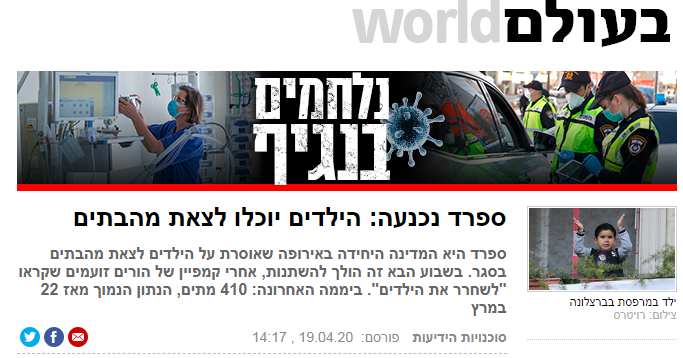 בעולם world
נלחמים
בנגיף
ספרד נכנעה: הילדים יוכלו לצאת מהבתים
ספרד היא המדינה היחידה באירופה שאוסרת על הילדים לצאת מהבתים
בסגר. בשבוע הבא זה הולך להשתנות, אחרי קמפיין של הורים זועמים שקראו
"לשחרר את הילדים". ביממה האחרונה: 410 מתים, הנתון הנמוך מאז 22
במרץ
סוכנויות הידיעות פורסם: 19.04.20 , 14:17
ילד במרפסת בברצלונה
צילום: רויטרס